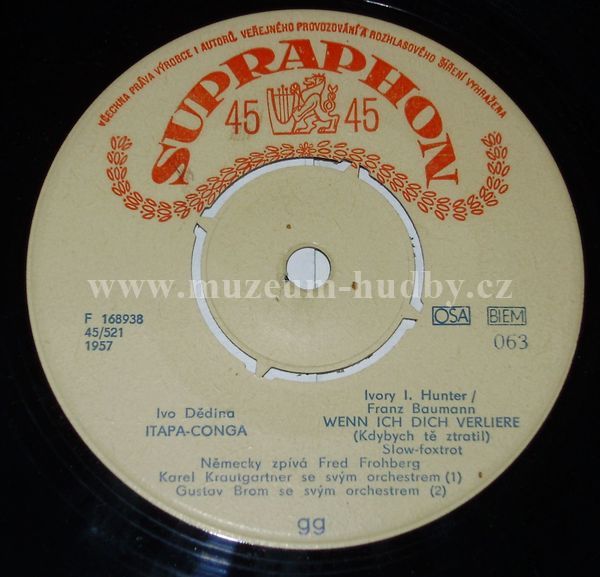 VŠECHNA PRÁVA VÝROBCE I AUTORŮ, VEŘEJNÉHO PROVOZOVÁNÍ A ROZHLASOVÉHO ŠÍŘENÍ VYHRAŽENA
SUPRAPHON
45 45
www.muzeum-hudby.cz
F 168938
45/521
1957
OSA BIEM
063
Ivo Dědina
ITAPA-CONGA
Ivory I. Hunter/
Franz Baumann
WENN ICH DICH VERLIERE
(Kdybych tě ztratil)
Slow-foxtrot
Německy zpívá Fred Frohberg
Karel Krautgartner se svým orchestrem (1)
Gustav Brom se svým orchestrem (2)
gg